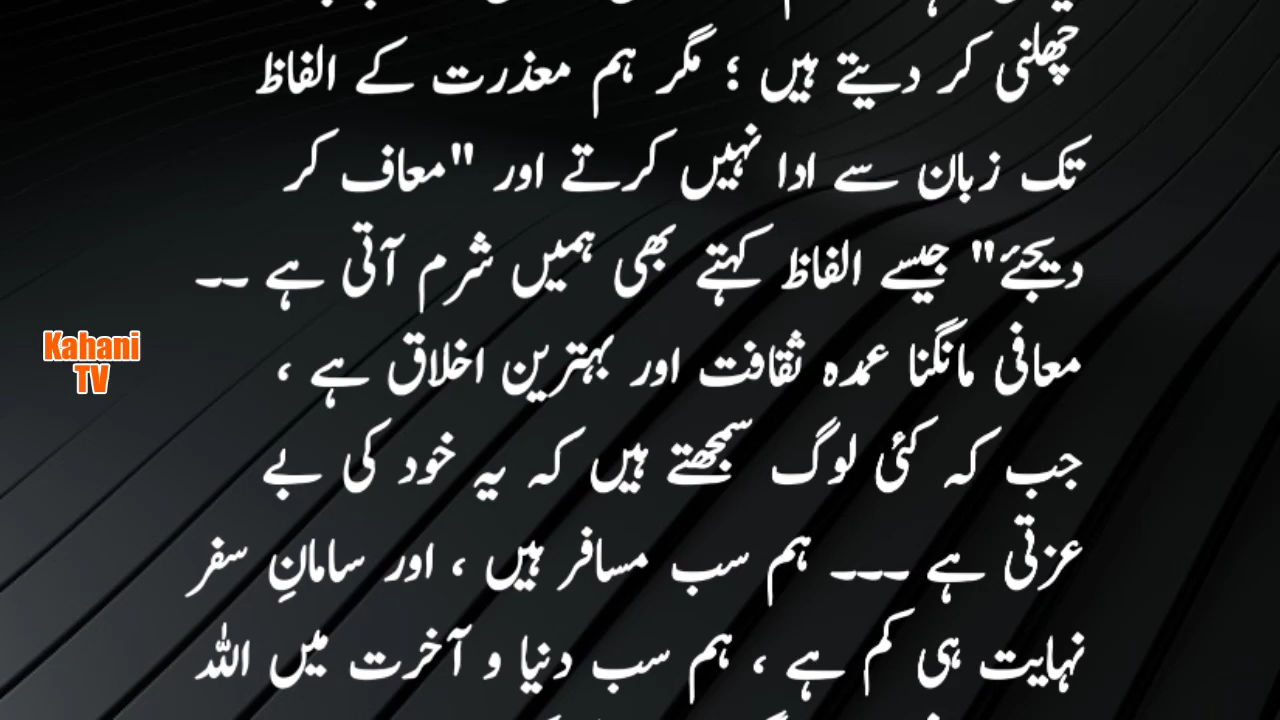 چھلنی کر دیتے ہیں ؛ مگر ہم معذرت کے الفاظ
تک زبان سے ادا نہیں کرتے اور "معاف کر
دیجئے" جیسے الفاظ کہتے بھی ہمیں شرم آتی ہے --
معافی مانگنا عمدہ ثقافت اور بہترین اخلاق ہے ،
جب کہ کئی لوگ سمجھتے ہیں کہ یہ خود کی بے
عزتی ہے --- ہم سب مسافر ہیں ، اور سامانِ سفر
نہایت ہی کم ہے ، ہم سب دنیا و آخرت میں اللہ
Kahani
TV